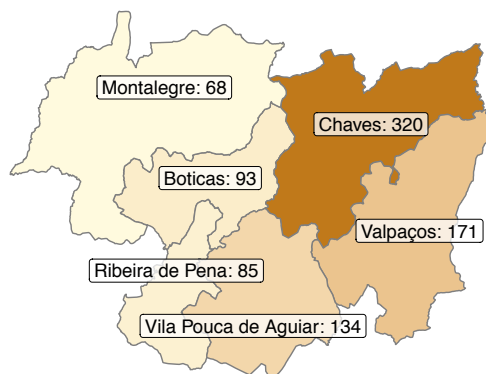 Montalegre: 68
Chaves: 320
Boticas: 93
Valpaços: 171
Ribeira de Pena: 85
Vila Pouca de Aguiar: 134